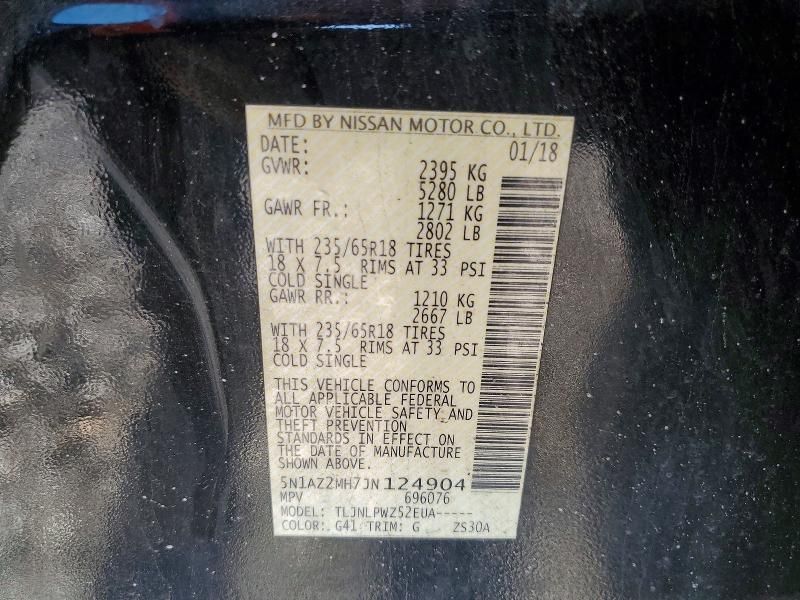 MFD BY NISSAN MOTOR CO., LTD.
DATE: 01/18
GVWR: 2395 KG
5280 LB
GAWR FR.: 1271 KG
2802 LB
WITH 235/65R18 TIRES
18 X 7.5 RIMS AT 33 PSI
COLD SINGLE
GAWR RR.: 1210 KG
2667 LB
WITH 235/65R18 TIRES
18 X 7.5 RIMS AT 33 PSI
COLD SINGLE
THIS VEHICLE CONFORMS TO
ALL APPLICABLE FEDERAL
MOTOR VEHICLE SAFETY AND
THEFT PREVENTION
STANDARDS IN EFFECT ON
THE DATE OF MANUFACTURE
SHOWN ABOVE.
5N1AZ2MH7JN124904
MPV 696076
MODEL: TLJNLPWZ52EUA-----
COLOR: G41 TRIM: G ZS30A